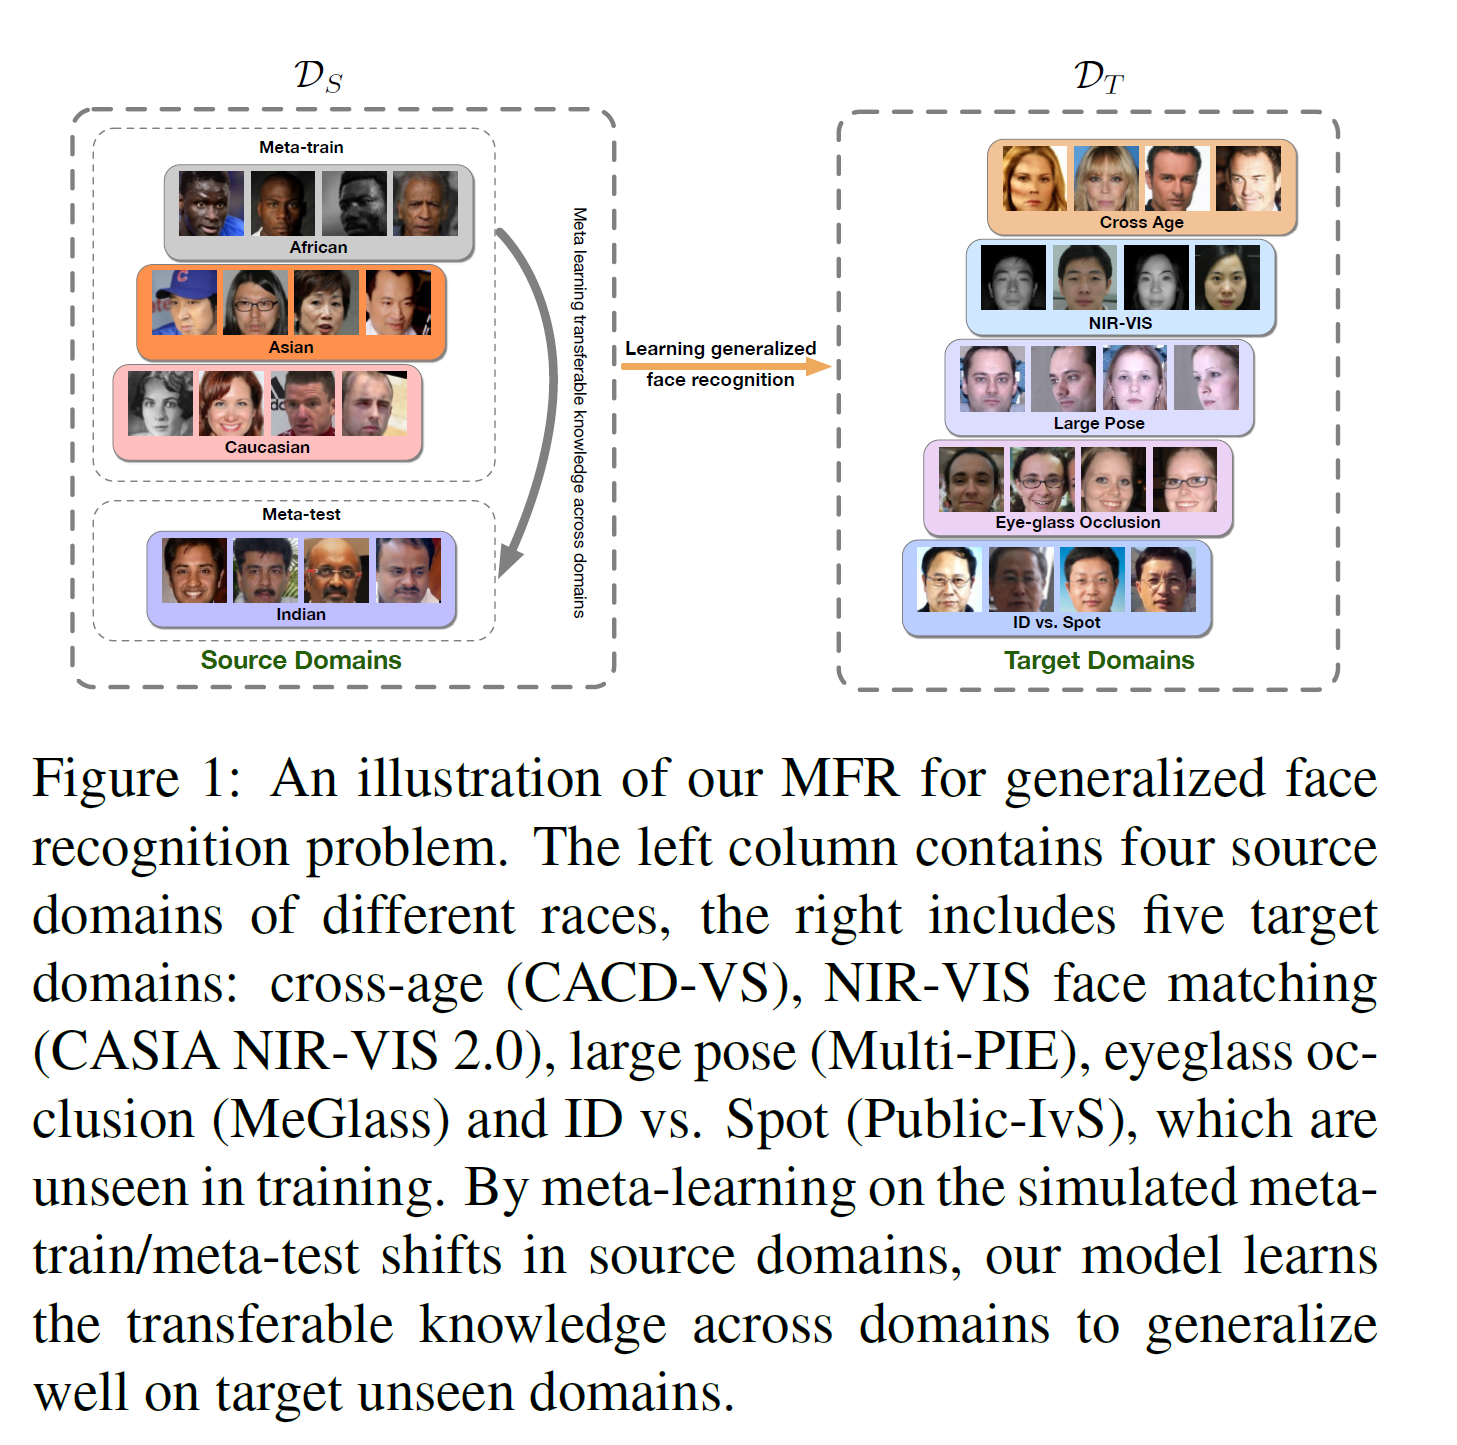 𝒟S
Meta-train
African
Asian
Caucasian
Meta-test
Indian
Source Domains
Meta learning transferable knowledge across domains
Learning generalized
face recognition
𝒟T
Cross Age
NIR-VIS
Large Pose
Eye-glass Occlusion
ID vs. Spot
Target Domains
Figure 1: An illustration of our MFR for generalized face
recognition problem. The left column contains four source
domains of different races, the right includes five target
domains: cross-age (CACD-VS), NIR-VIS face matching
(CASIA NIR-VIS 2.0), large pose (Multi-PIE), eyeglass oc-
clusion (MeGlass) and ID vs. Spot (Public-IvS), which are
unseen in training. By meta-learning on the simulated meta-
train/meta-test shifts in source domains, our model learns
the transferable knowledge across domains to generalize
well on target unseen domains.